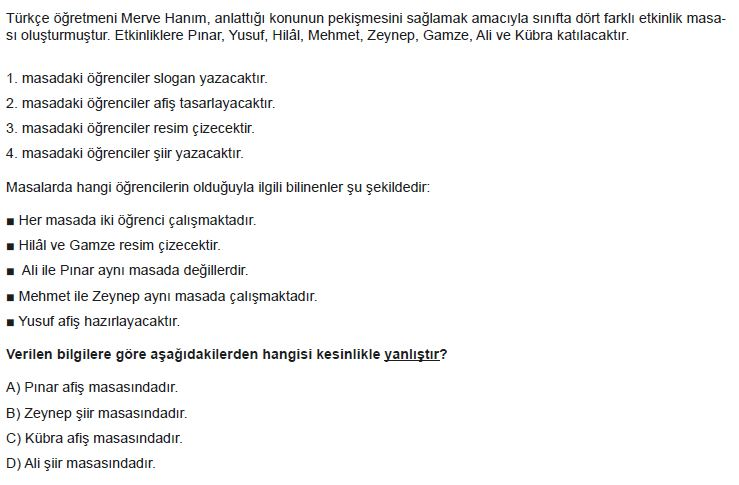 Türkçe öğretmeni Merve Hanım, anlattığı konunun pekişmesini sağlamak amacıyla sınıfta dört farklı etkinlik masa-
sı oluşturmuştur. Etkinliklere Pınar, Yusuf, Hilâl, Mehmet, Zeynep, Gamze, Ali ve Kübra katılacaktır.
1. masadaki öğrenciler slogan yazacaktır.
2. masadaki öğrenciler afiş tasarlayacaktır.
3. masadaki öğrenciler resim çizecektir.
4. masadaki öğrenciler şiir yazacaktır.
Masalarda hangi öğrencilerin olduğuyla ilgili bilinenler şu şekildedir:
■ Her masada iki öğrenci çalışmaktadır.
■ Hilâl ve Gamze resim çizecektir.
■ Ali ile Pınar aynı masada değillerdir.
■ Mehmet ile Zeynep aynı masada çalışmaktadır.
■ Yusuf afiş hazırlayacaktır.
Verilen bilgilere göre aşağıdakilerden hangisi kesinlikle yanlıştır?
A) Pınar afiş masasındadır.
B) Zeynep şiir masasındadır.
C) Kübra afiş masasındadır.
D) Ali şiir masasındadır.